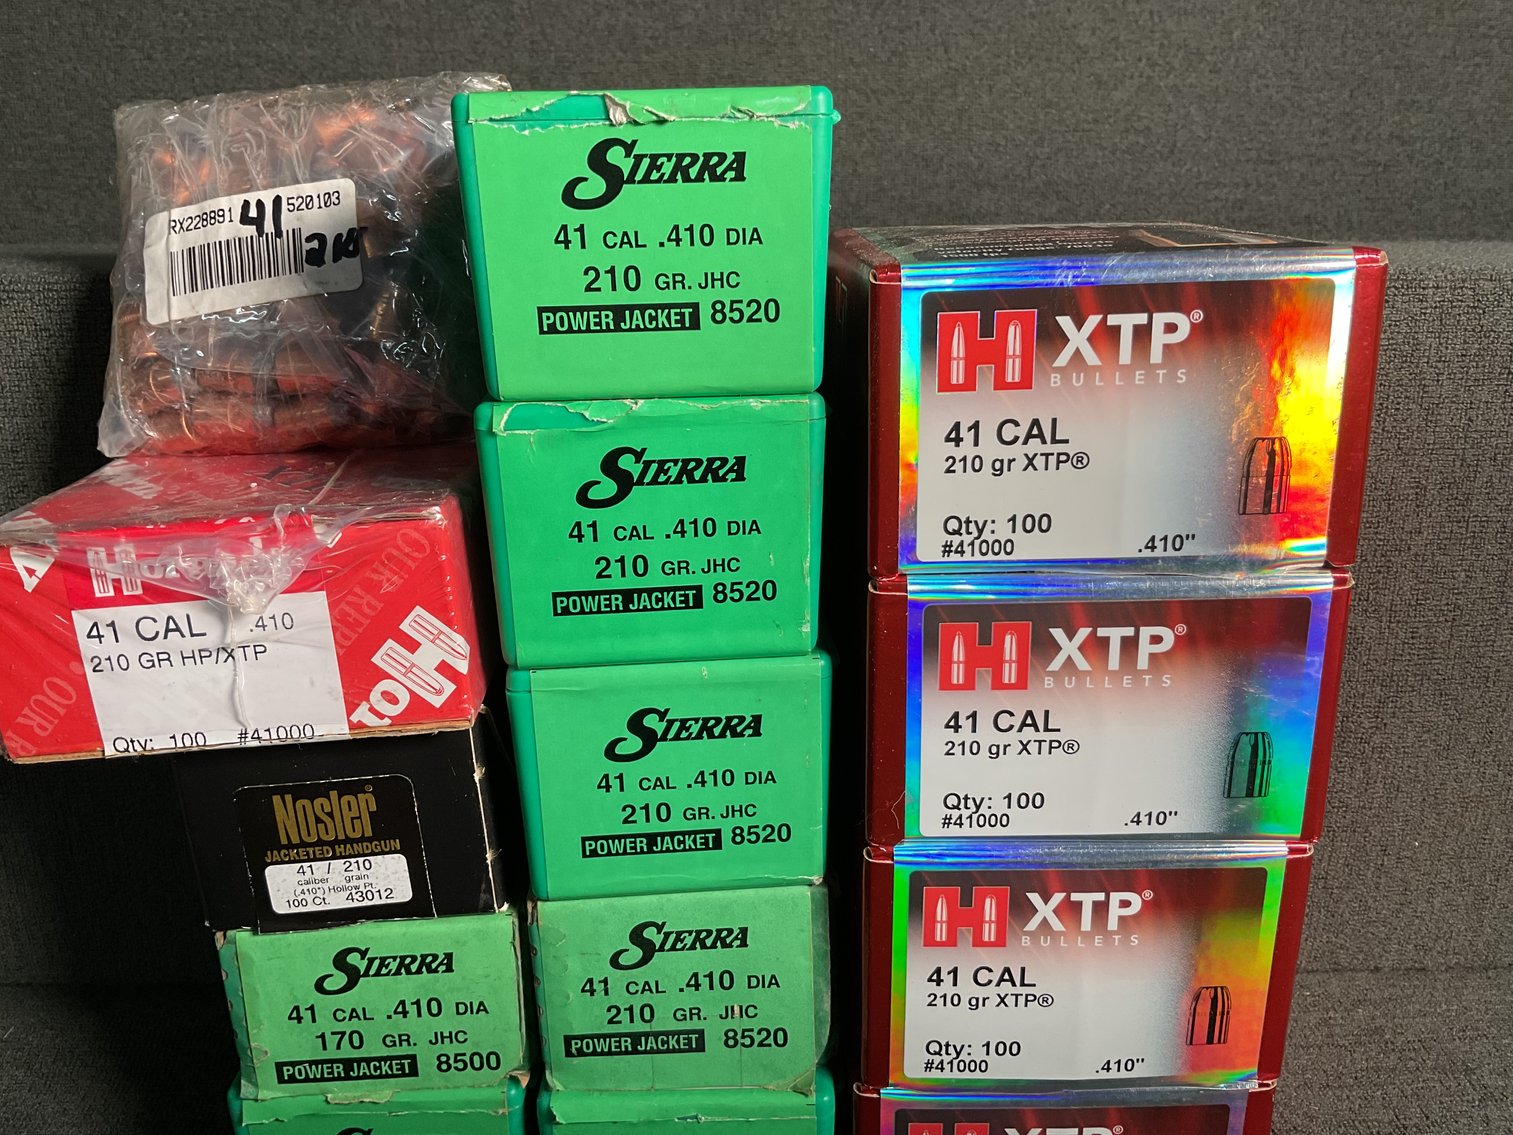 RX228891 41 520103
210
HORNADY
41 CAL .410
210 GR HP/XTP
Qty: 100 #41000
Nosler®
JACKETED HANDGUN
41 / 210
caliber grain
(.410") Hollow Pt.
100 Ct. 43012
SIERRA
41 CAL .410 DIA
170 GR. JHC
POWER JACKET 8500
SIERRA
41 CAL .410 DIA
210 GR. JHC
POWER JACKET 8520
SIERRA
41 CAL .410 DIA
210 GR. JHC
POWER JACKET 8520
SIERRA
41 CAL .410 DIA
210 GR. JHC
POWER JACKET 8520
SIERRA
41 CAL .410 DIA
210 GR. JHC
POWER JACKET 8520
H XTP®
BULLETS
41 CAL
210 gr XTP®
Qty: 100
#41000 .410"
H XTP®
BULLETS
41 CAL
210 gr XTP®
Qty: 100
#41000 .410"
H XTP®
BULLETS
41 CAL
210 gr XTP®
Qty: 100
#41000 .410"